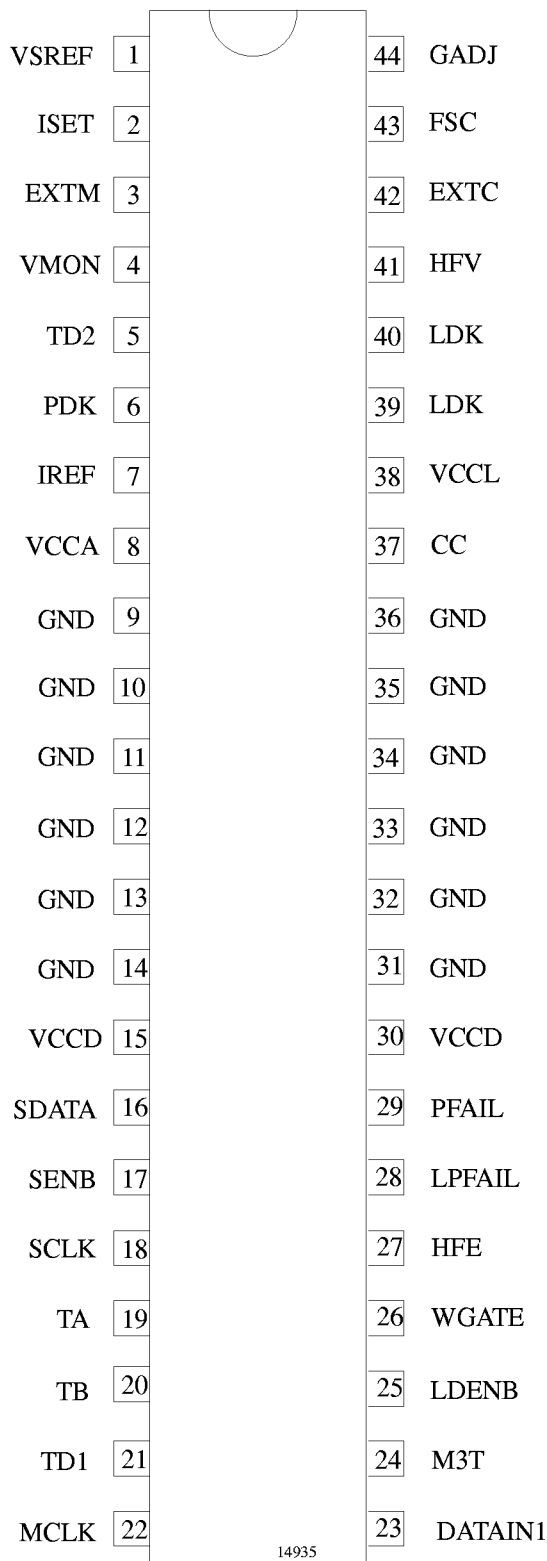 VSREF 1 44 GADJ
ISET 2 43 FSC
EXTM 3 42 EXTC
VMON 4 41 HFV
TD2 5 40 LDK
PDK 6 39 LDK
IREF 7 38 VCCL
VCCA 8 37 CC
GND 9 36 GND
GND 10 35 GND
GND 11 34 GND
GND 12 33 GND
GND 13 32 GND
GND 14 31 GND
VCCD 15 30 VCCD
SDATA 16 29 PFAIL
SENB 17 28 LPFAIL
SCLK 18 27 HFE
TA 19 26 WGATE
TB 20 25 LDENB
TD1 21 24 M3T
MCLK 22 23 DATAIN1
14935